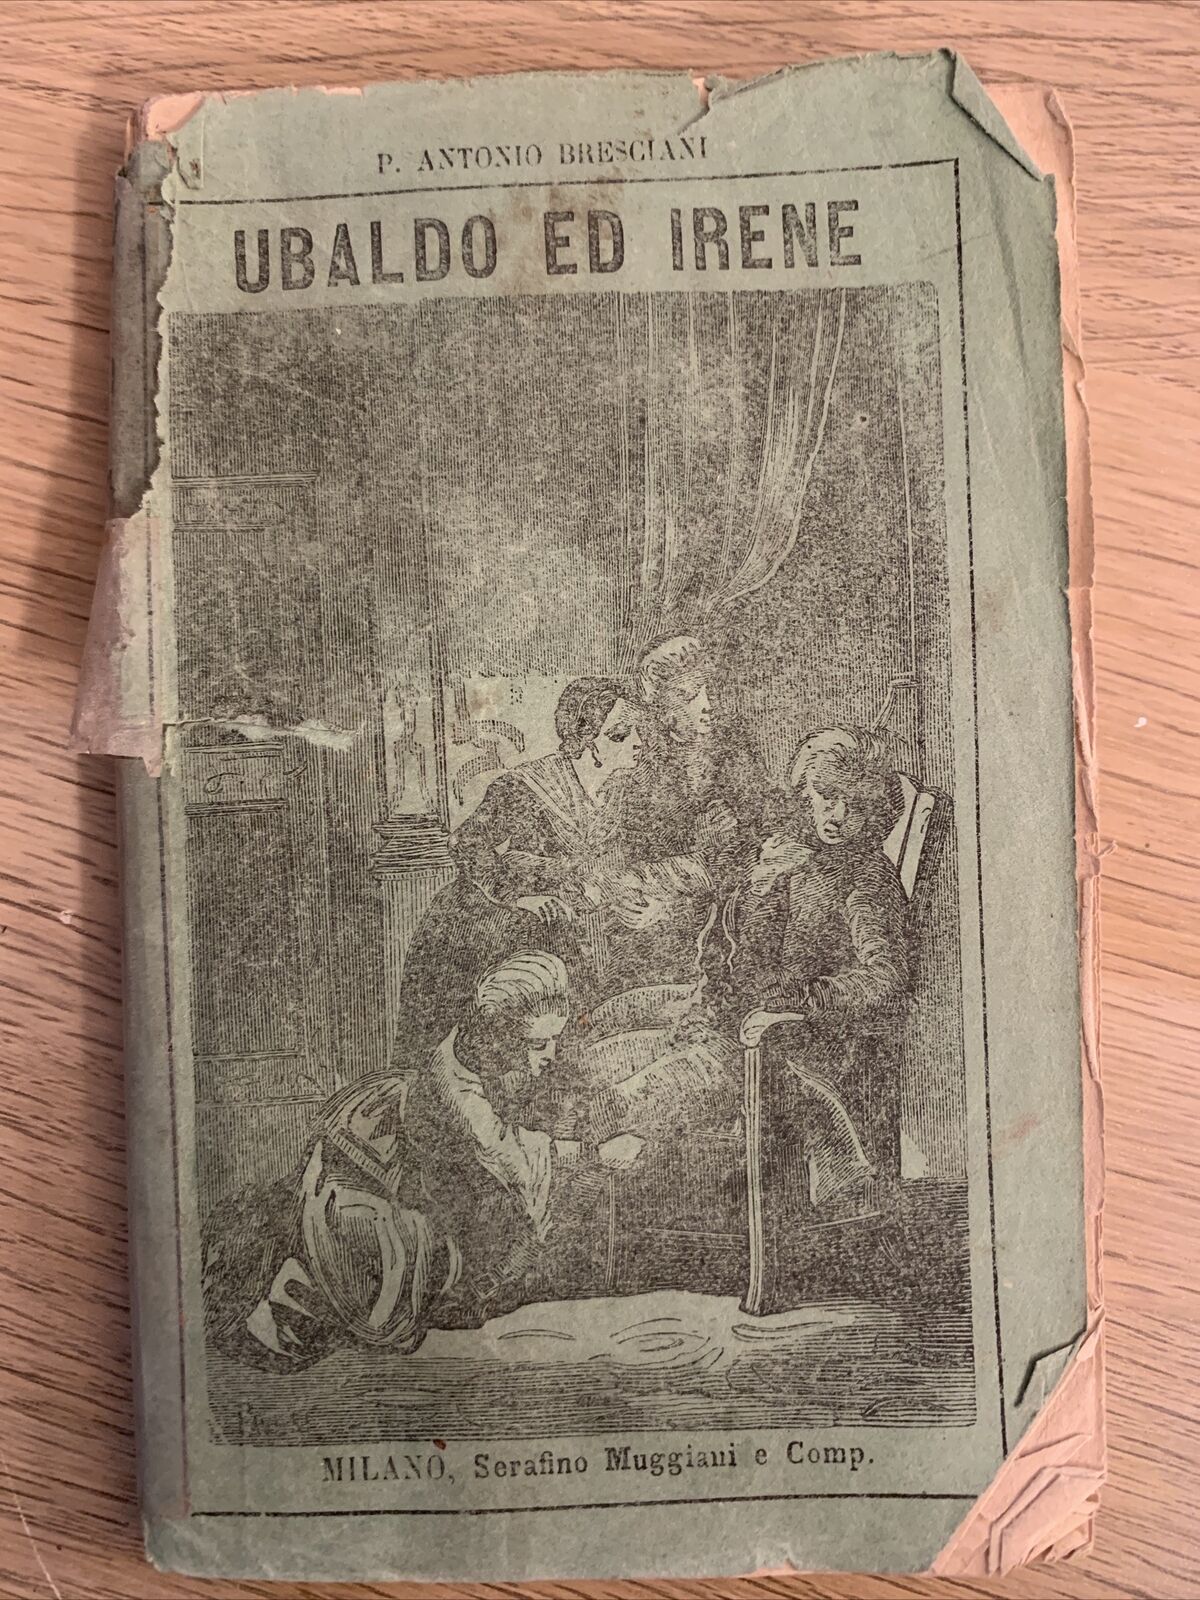 P. ANTONIO BRESCIANI
UBALDO ED IRENE
MILANO, Serafino Muggiani e Comp.